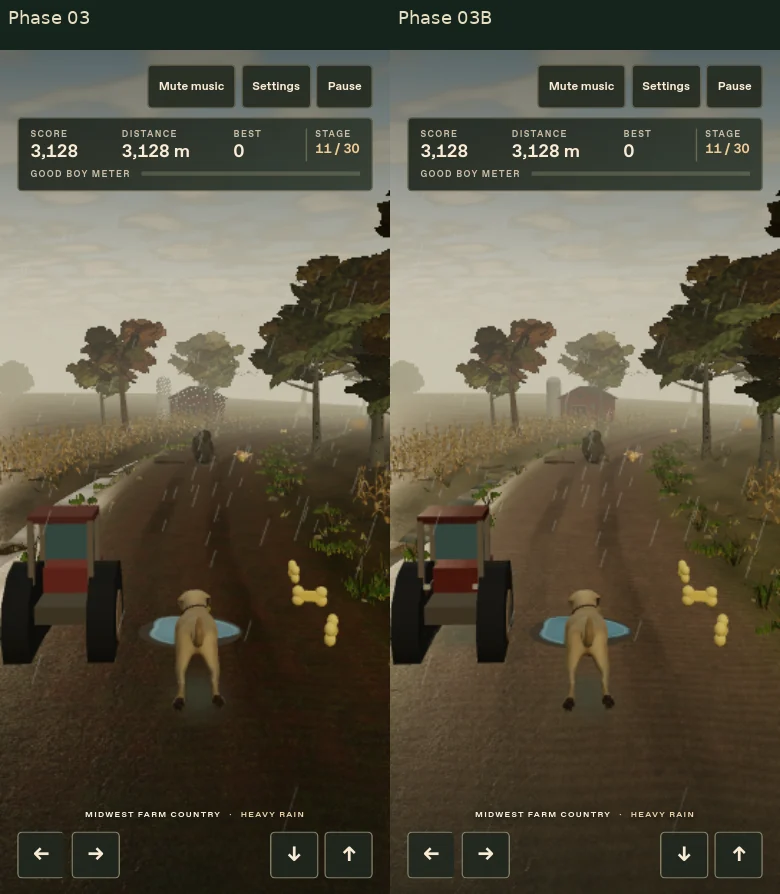 Phase 03
Mute music
Settings
Pause
SCORE
DISTANCE
BEST
STAGE
3,128
3,128 m
0
11 / 30
GOOD BOY METER
MIDWEST FARM COUNTRY · HEAVY RAIN
← → ↓ ↑
Phase 03B
Mute music
Settings
Pause
SCORE
DISTANCE
BEST
STAGE
3,128
3,128 m
0
11 / 30
GOOD BOY METER
MIDWEST FARM COUNTRY · HEAVY RAIN
← → ↓ ↑